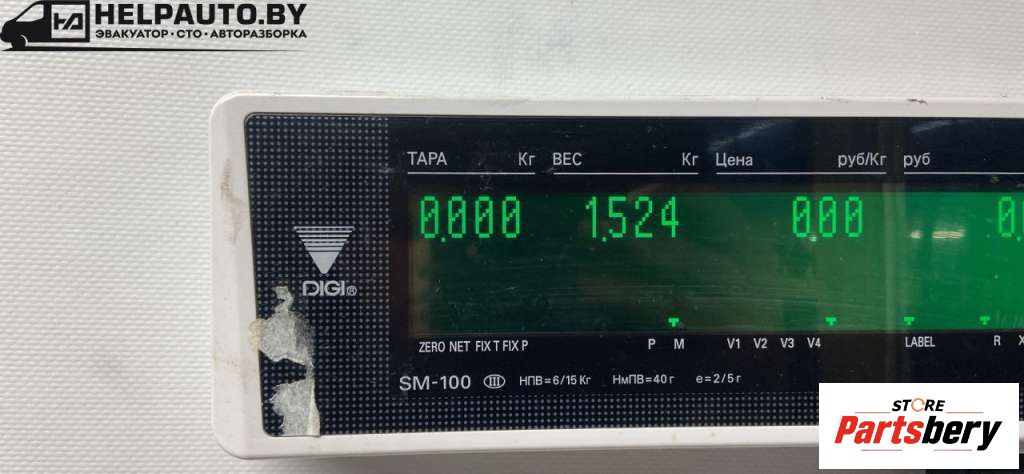 HELPAUTO.BY
ЭВАКУАТОР•СТО•АВТОРАЗБОРКА
ТАРА Кг ВЕС Кг Цена руб/Кг руб
0.000 1.524 0.00
DIGI®
ZERO NET FIX T FIX P P M V1 V2 V3 V4 LABEL R
SM-100 III НПВ=6/15 Кг НмПВ=40 г e=2/5 г
STORE
Partsbery